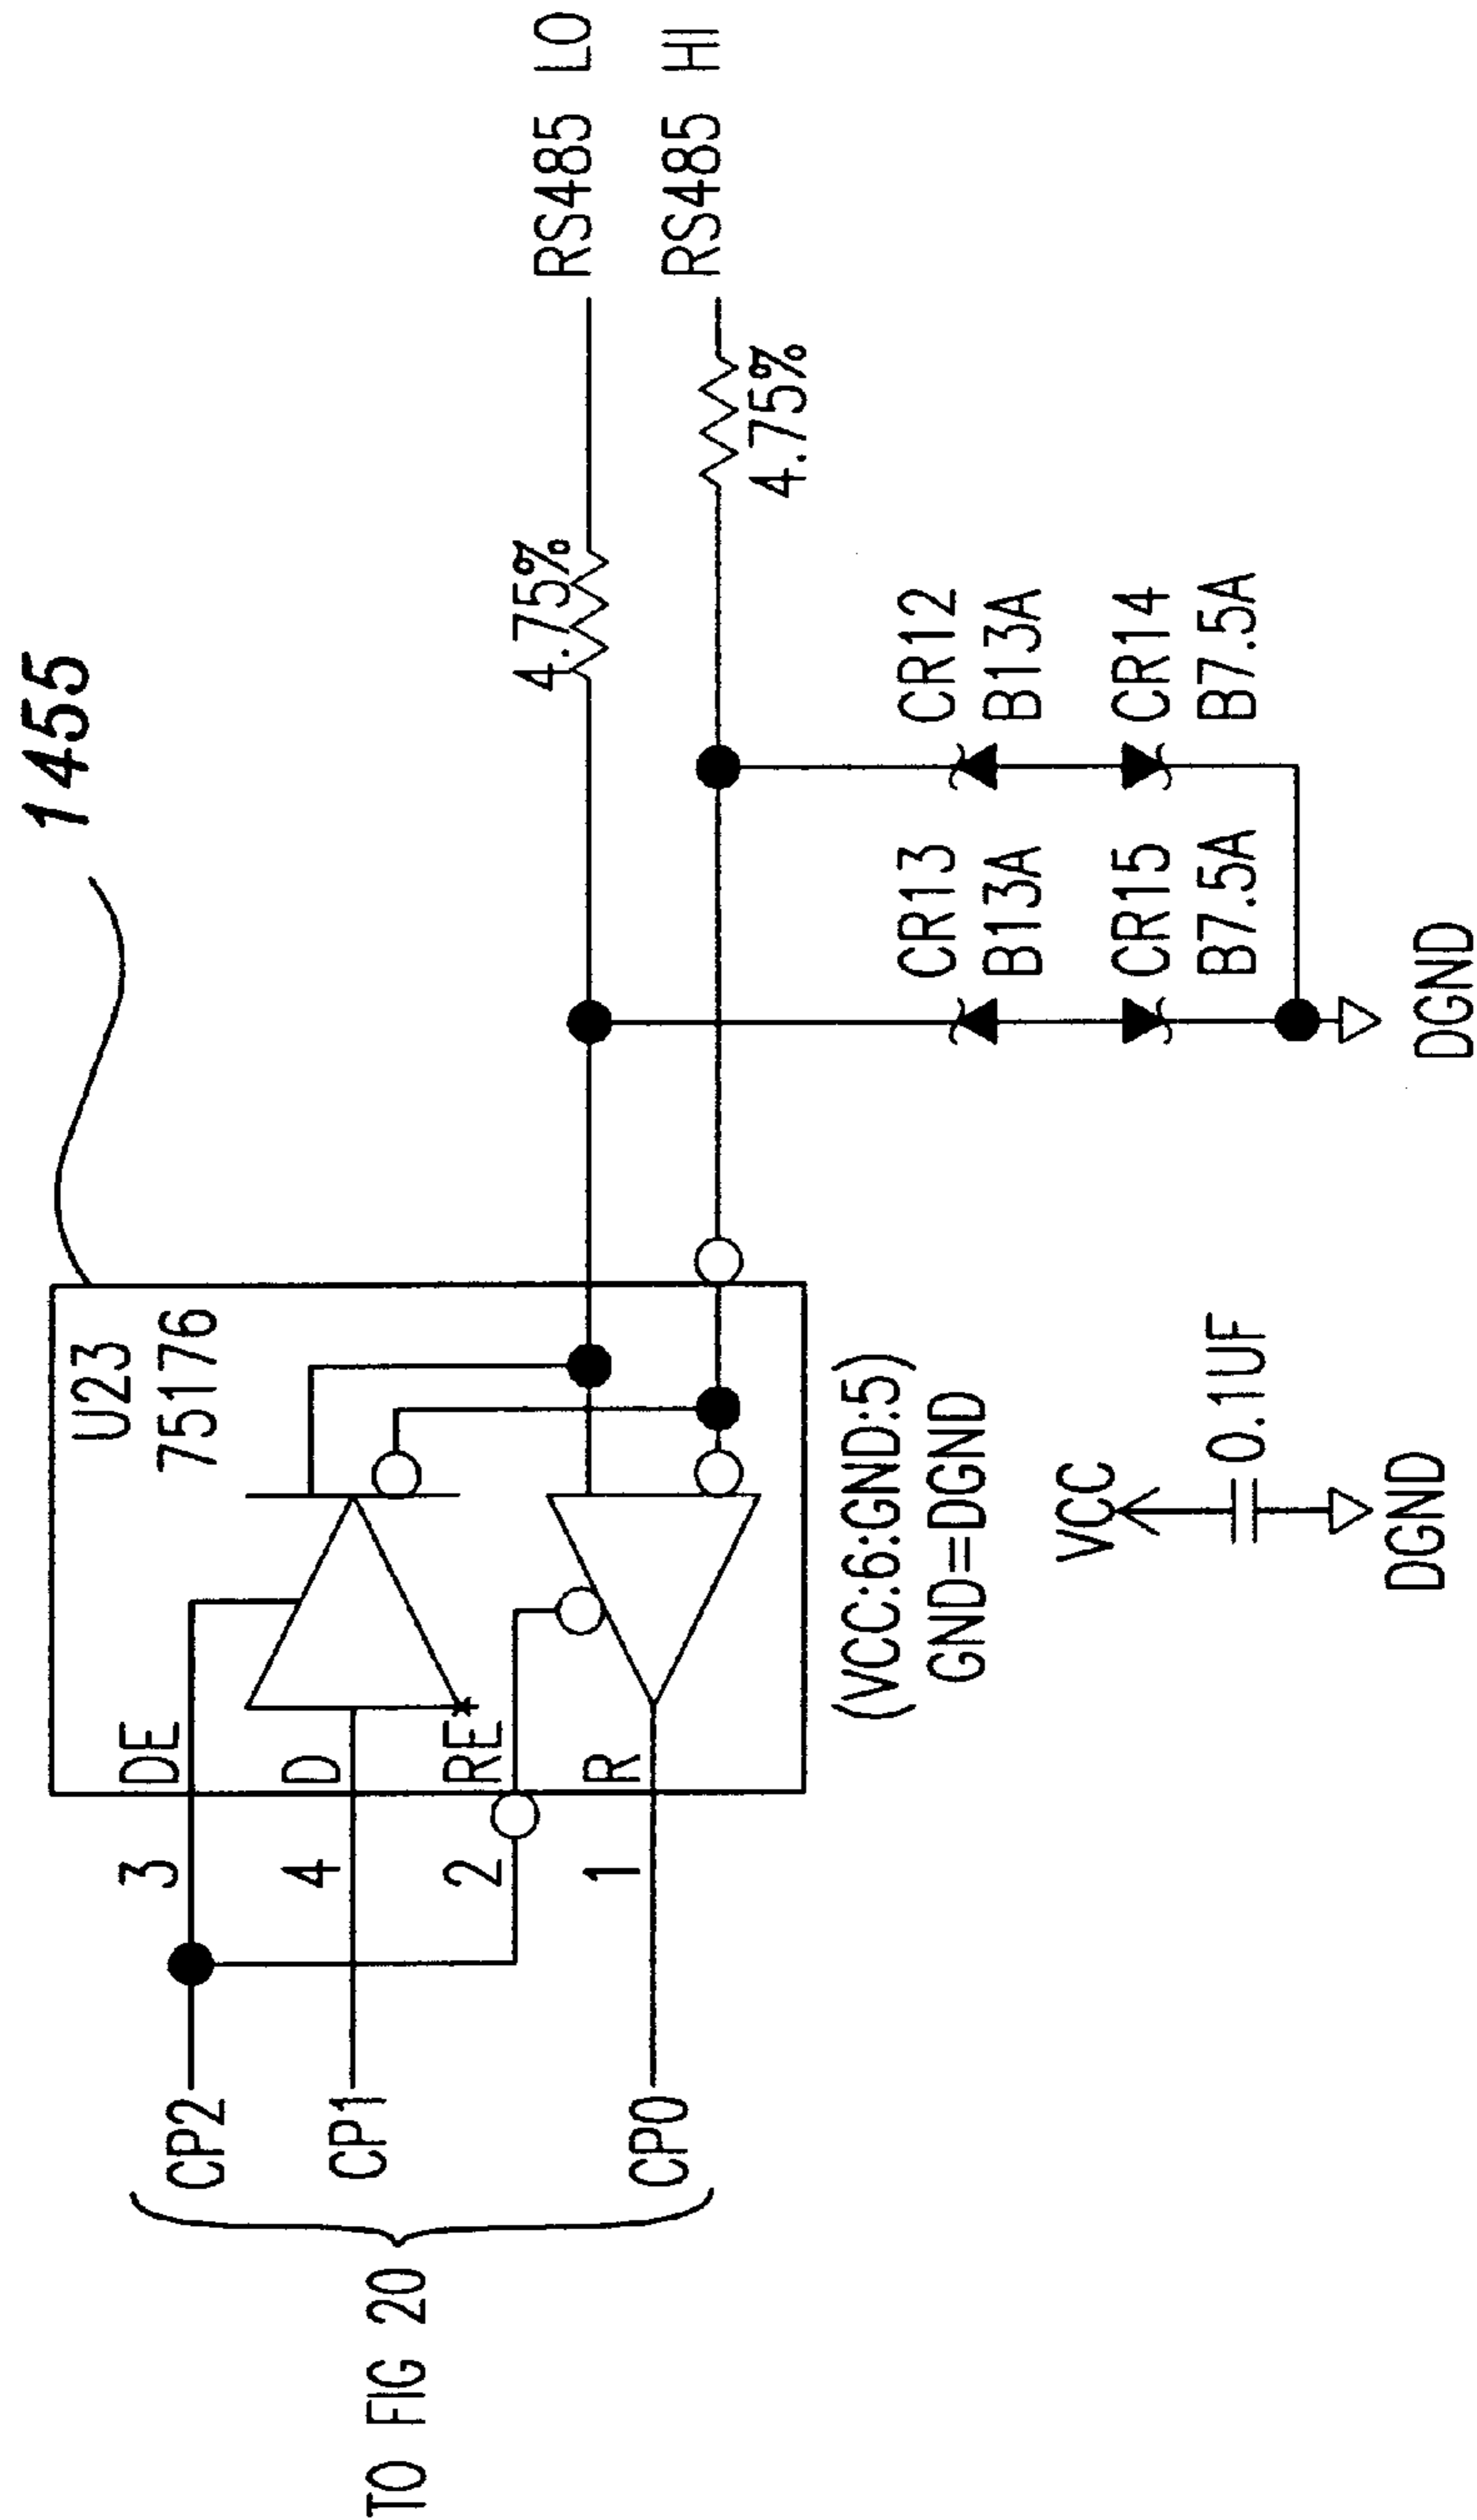 1455
U23
75176
DE
D
RE*
R
3
4
2
1
CP2
CP1
CP0
TO FIG 20
4.75%
RS485 LO
RS485 HI
4.75%
CR13
B13A
CR12
B13A
CR15
B7.5A
CR14
B7.5A
DGND
(VCC:6:GND:5)
GND=DGND
VCC
0.1UF
DGND